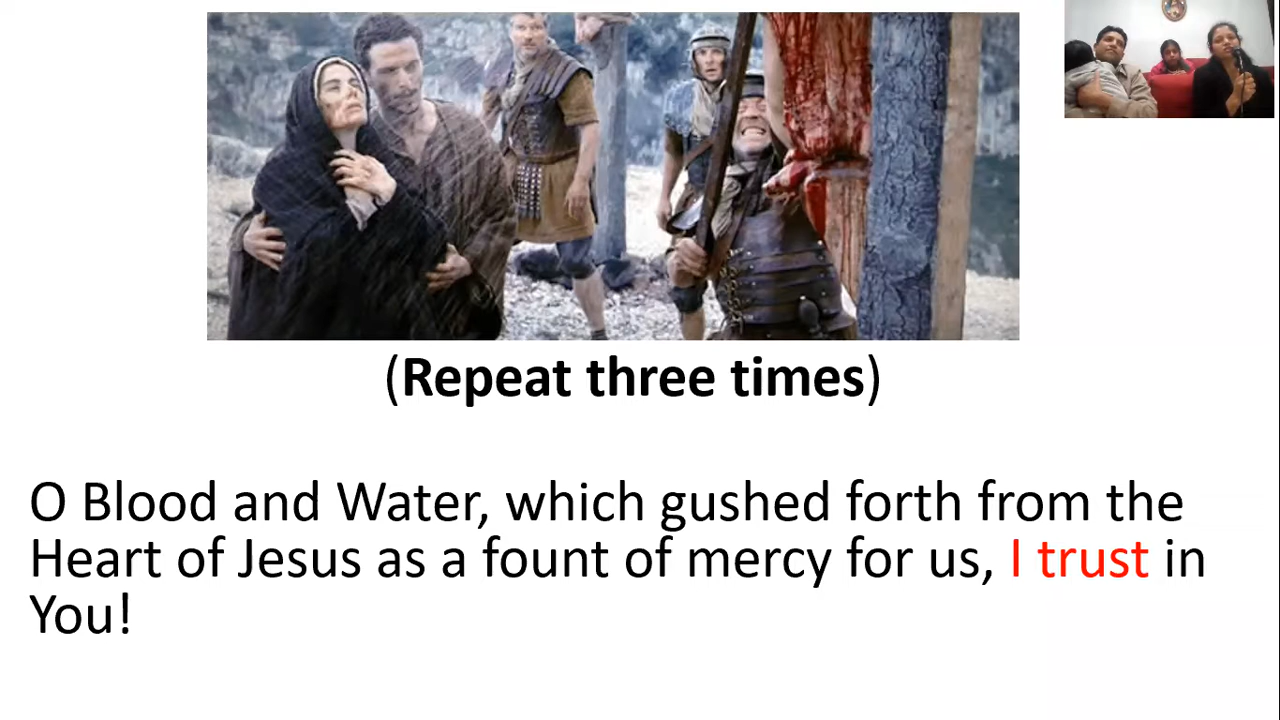 (Repeat three times)
O Blood and Water, which gushed forth from the
Heart of Jesus as a fount of mercy for us, I trust in
You!